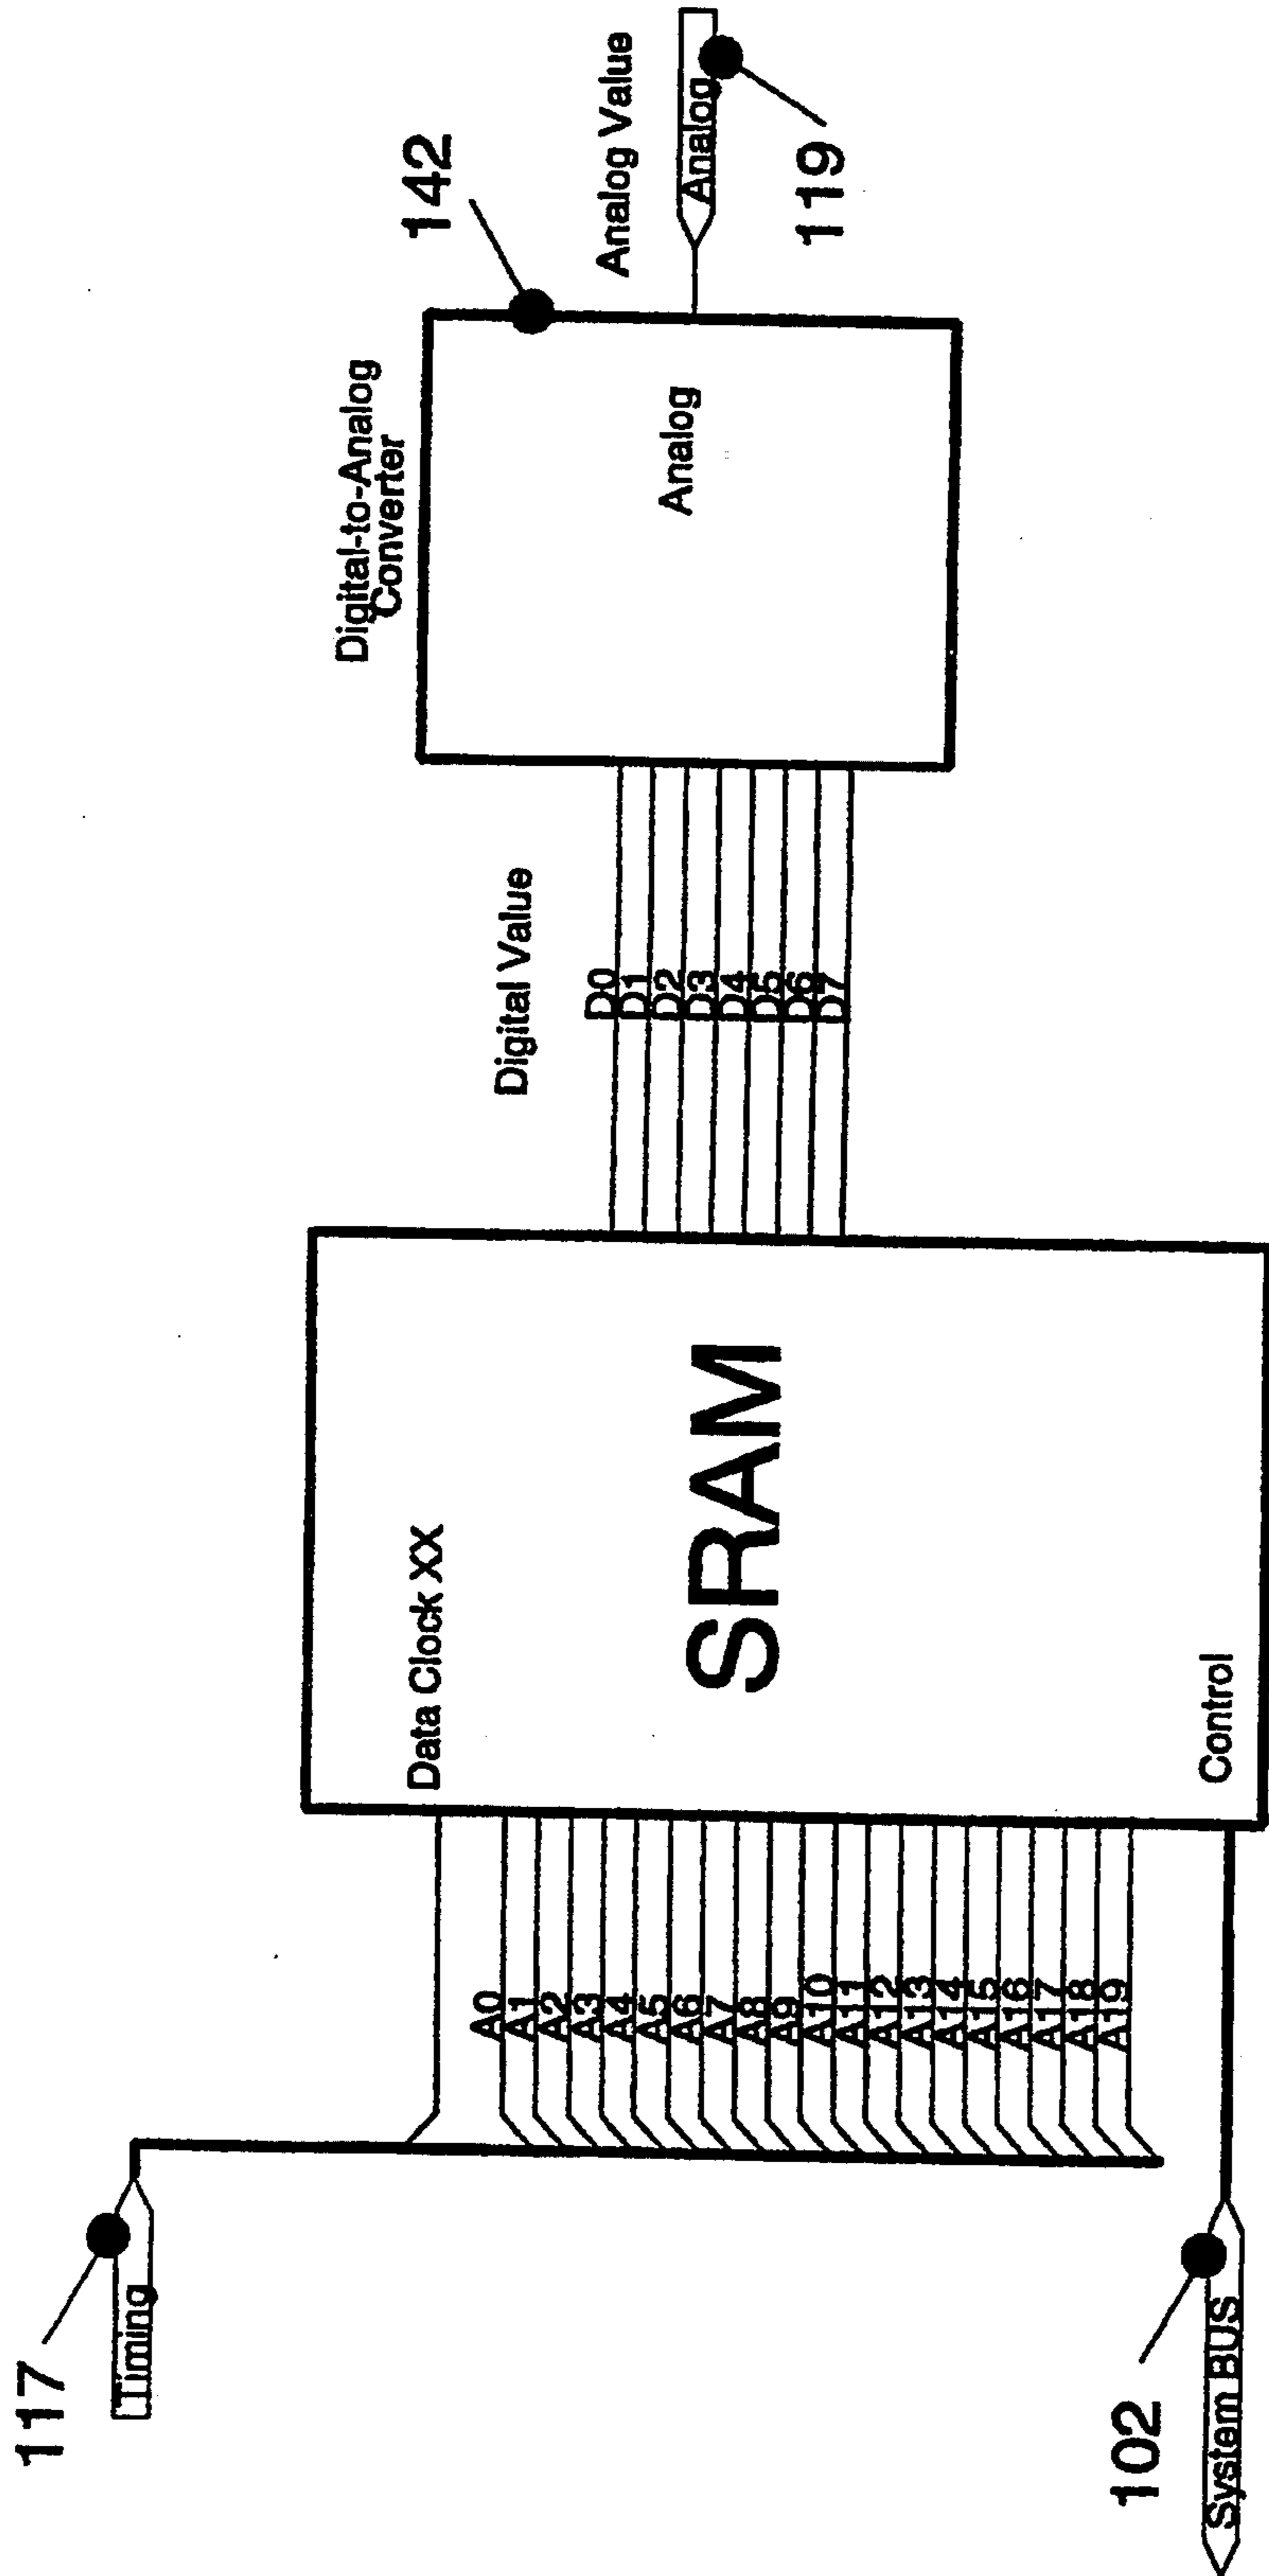 117
Timing
Data Clock XX
A0
A1
A2
A3
A4
A5
A6
A7
A8
A9
A10
A11
A12
A13
A14
A15
A16
A17
A18
A19
SRAM
Control
102
System BUS
Digital Value
D0
D1
D2
D3
D4
D5
D6
D7
Digital-to-Analog
Converter
142
Analog
Analog Value
Analog
119